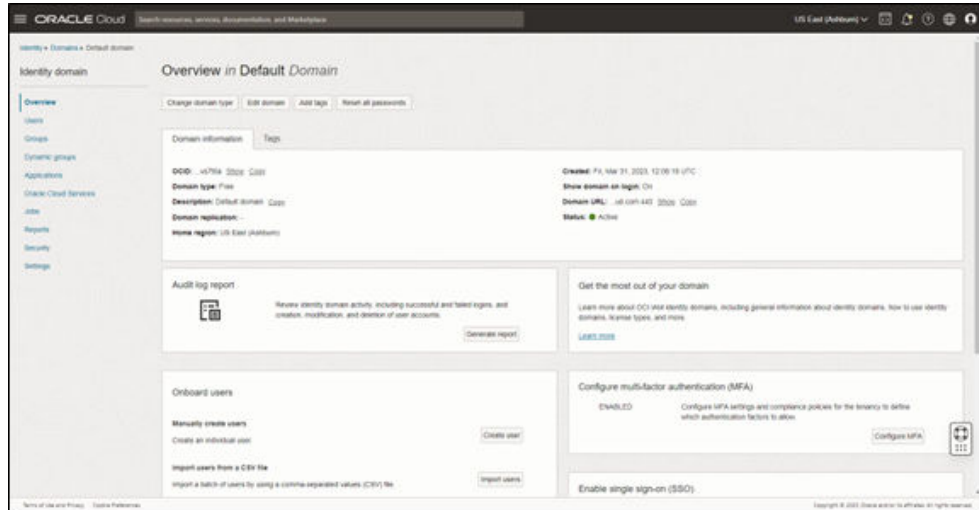 ORACLE Cloud
Search resources, services, documentation, and Marketplace
US East (Ashburn)
Identity » Domains » Default domain
Identity domain
Overview
Users
Groups
Dynamic groups
Applications
Oracle Cloud Services
Jobs
Reports
Security
Settings
Overview in Default Domain
Change domain type
Edit domain
Add tags
Reset all passwords
Domain information
Tags
OCID: Show Copy
Domain type: Free
Description: Default domain Copy
Domain replication: -
Home region: US East (Ashburn)
Created: Fri, Mar 31, 2023, UTC
Show domain on login: On
Domain URL: Show Copy
Status: Active
Audit log report
Review identity domain activity, including successful and failed logins, and
creation, modification, and deletion of user accounts.
Generate report
Get the most out of your domain
Learn more about OCI IAM identity domains, including general information about identity domains, how to use identity
domains, license types, and more.
Learn more
Onboard users
Manually create users
Create an individual user.
Create user
Import users from a CSV file
Import a batch of users by using a comma-separated values (CSV) file.
Import users
Configure multi-factor authentication (MFA)
ENABLED
Configure MFA settings and compliance policies for the tenancy to define
which authentication factors to allow.
Configure MFA
Enable single sign-on (SSO)
Terms of Use and Privacy
Cookie Preferences
Copyright © 2023, Oracle and/or its affiliates. All rights reserved.